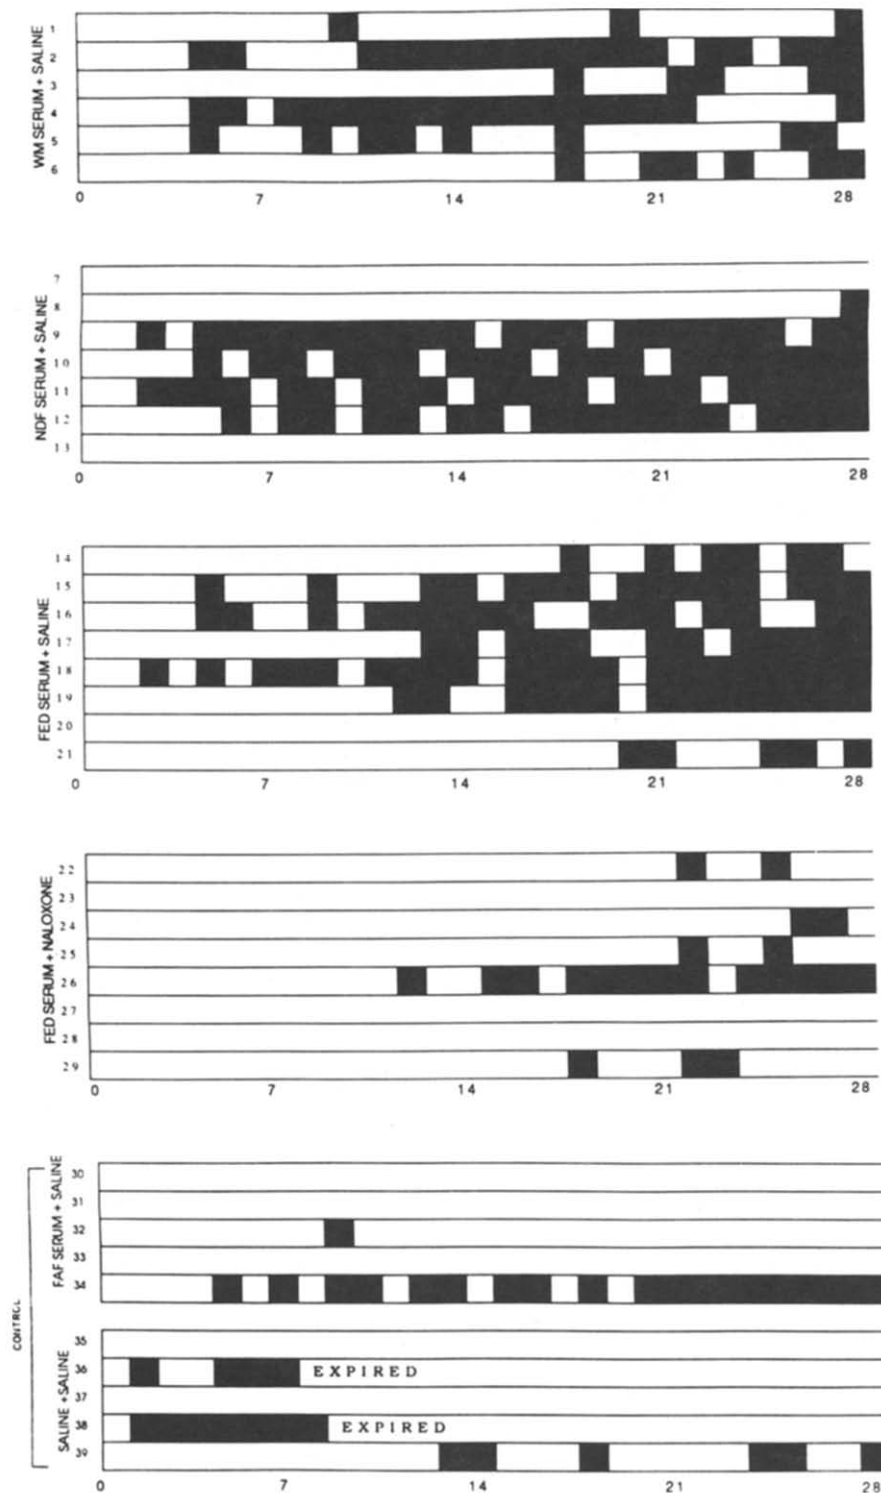 WM SERUM + SALINE
1
2
3
4
5
6
0 7 14 21 28
NDF SERUM + SALINE
7
8
9
10
11
12
13
0 7 14 21 28
FED SERUM + SALINE
14
15
16
17
18
19
20
21
0 7 14 21 28
FED SERUM + NALOXONE
22
23
24
25
26
27
28
29
0 7 14 21 28
CONTROL
FAF SERUM + SALINE
30
31
32
33
34
SALINE +SALINE
35
36 EXPIRED
37
38 EXPIRED
39
0 7 14 21 28